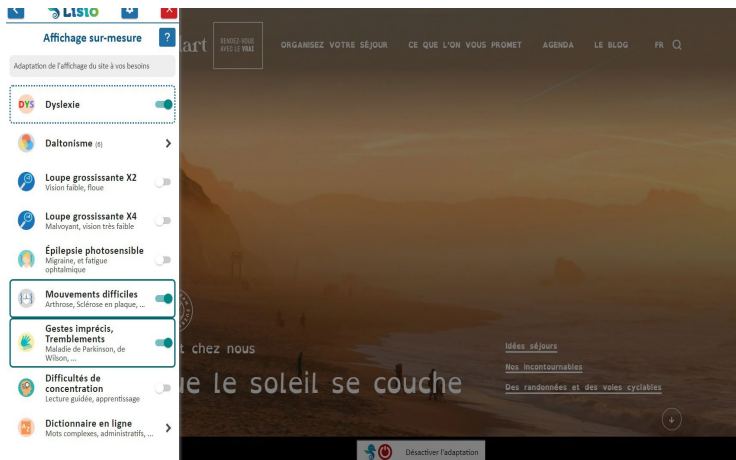 LISIO
Affichage sur-mesure
?
Adaptation de l'affichage du site à vos besoins
DYS
Dyslexie
Daltonisme (6)
Loupe grossissante X2
Vision faible, floue
Loupe grossissante X4
Malvoyant, vision très faible
Épilepsie photosensible
Migraine, et fatigue
ophtalmique
Mouvements difficiles
Arthrose, Sclérose en plaque, ...
Gestes imprécis,
Tremblements
Maladie de Parkinson, de
Wilson, ...
Difficultés de
concentration
Lecture guidée, apprentissage
Dictionnaire en ligne
Mots complexes, administratifs, ...
RENDEZ-VOUS
AVEC LE VRAI
ORGANISEZ VOTRE SÉJOUR
CE QUE L'ON VOUS PROMET
AGENDA
LE BLOG
FR
chez nous
le soleil se couche
Idées séjours
Nos incontournables
Des randonnées et des voies cyclables
Désactiver l'adaptation